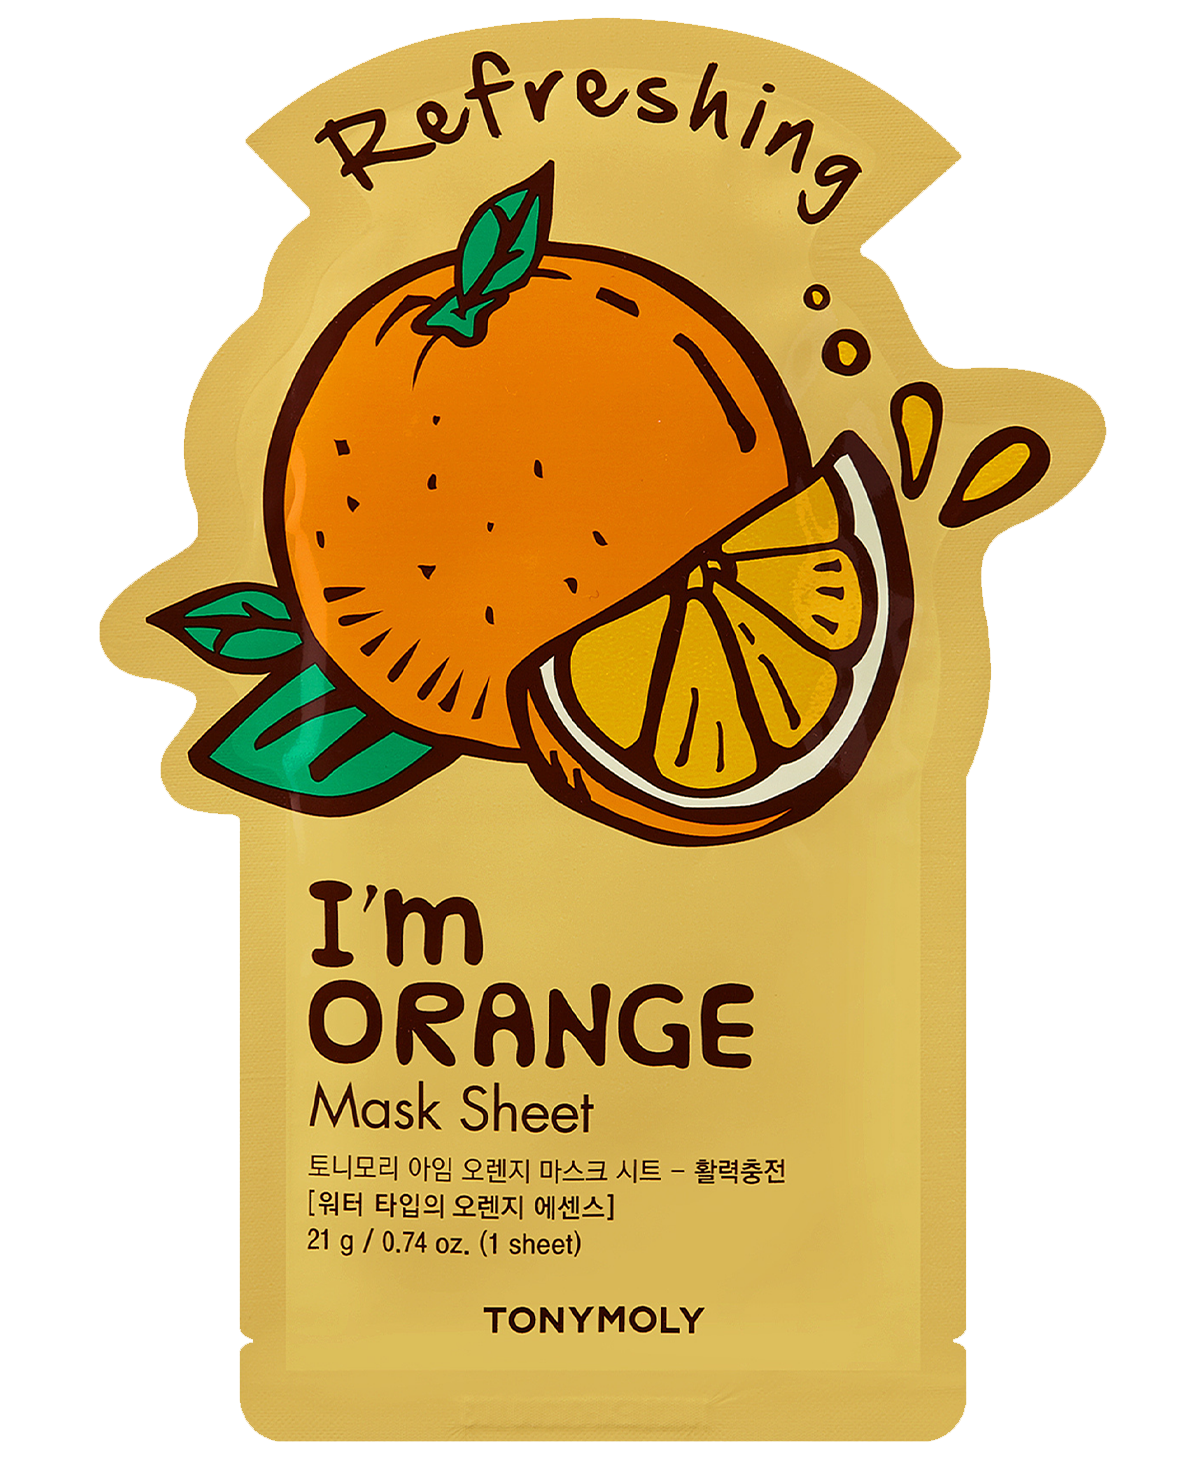 Refreshing
I'm
ORANGE
Mask Sheet
토니모리 아임 오렌지 마스크 시트 - 활력충전
[워터 타입의 오렌지 에센스]
21 g / 0.74 oz. (1 sheet)
TONYMOLY